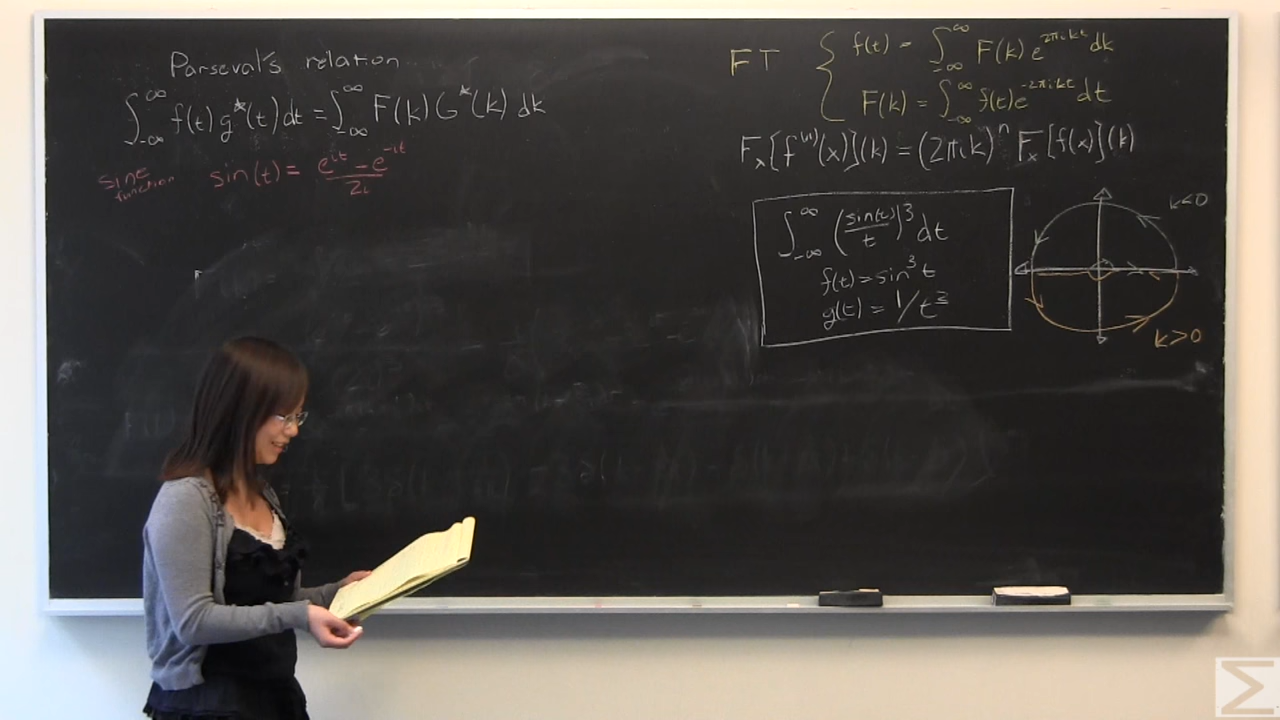 Parseval's relation
∫_{-∞}^{∞} f(t) g*(t) dt = ∫_{-∞}^{∞} F(k) G*(k) dk
sine function sin(t) = (e^{it} - e^{-it})/2i
FT { f(t) = ∫_{-∞}^{∞} F(k) e^{2πikt} dk
F(k) = ∫_{-∞}^{∞} f(t) e^{-2πikt} dt
F_x[f^{(n)}(x)](k) = (2πik)^n F_x[f(x)](k)
∫_{-∞}^{∞} (sin(t)/t)^3 dt
f(t) = sin^3 t
g(t) = 1/t^3
k<0
k>0
Σ